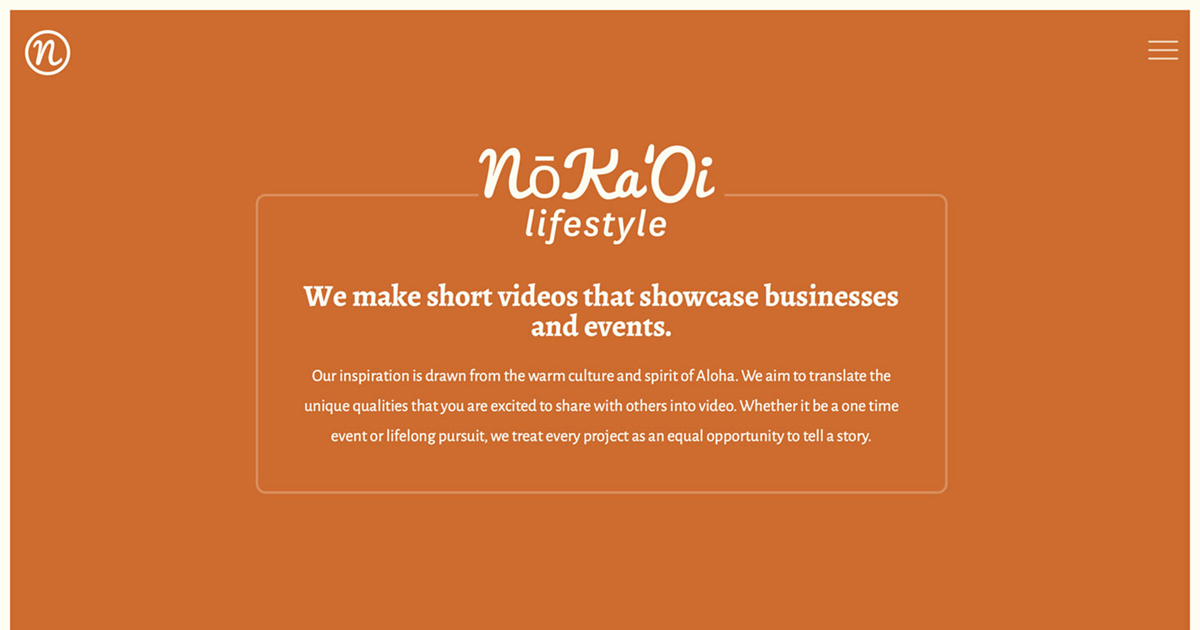 n
NōKa'Oi
lifestyle
We make short videos that showcase businesses
and events.
Our inspiration is drawn from the warm culture and spirit of Aloha. We aim to translate the
unique qualities that you are excited to share with others into video. Whether it be a one time
event or lifelong pursuit, we treat every project as an equal opportunity to tell a story.